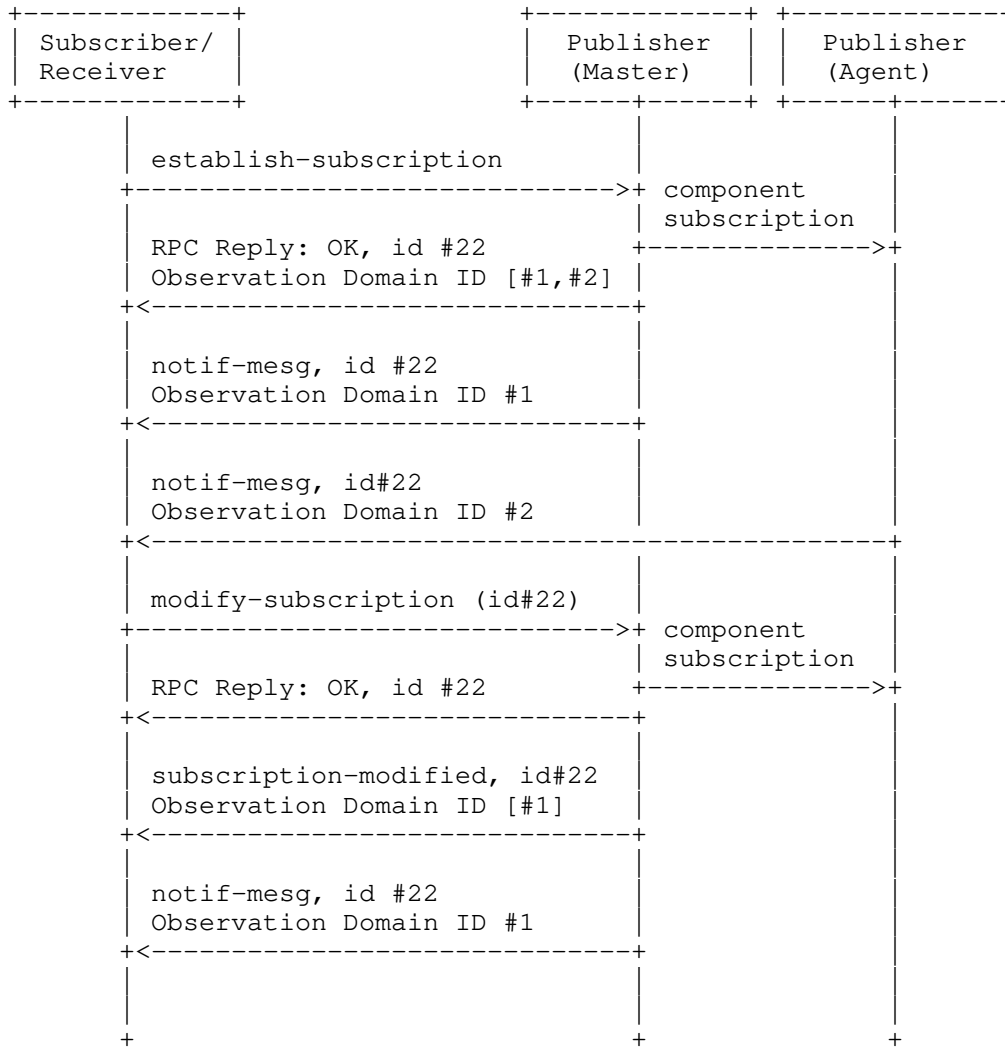 Subscriber/ Publisher Publisher
Receiver (Master) (Agent)
establish-subscription
component
subscription
RPC Reply: OK, id #22
Observation Domain ID [#1,#2]
notif-mesg, id #22
Observation Domain ID #1
notif-mesg, id#22
Observation Domain ID #2
modify-subscription (id#22)
component
subscription
RPC Reply: OK, id #22
subscription-modified, id#22
Observation Domain ID [#1]
notif-mesg, id #22
Observation Domain ID #1